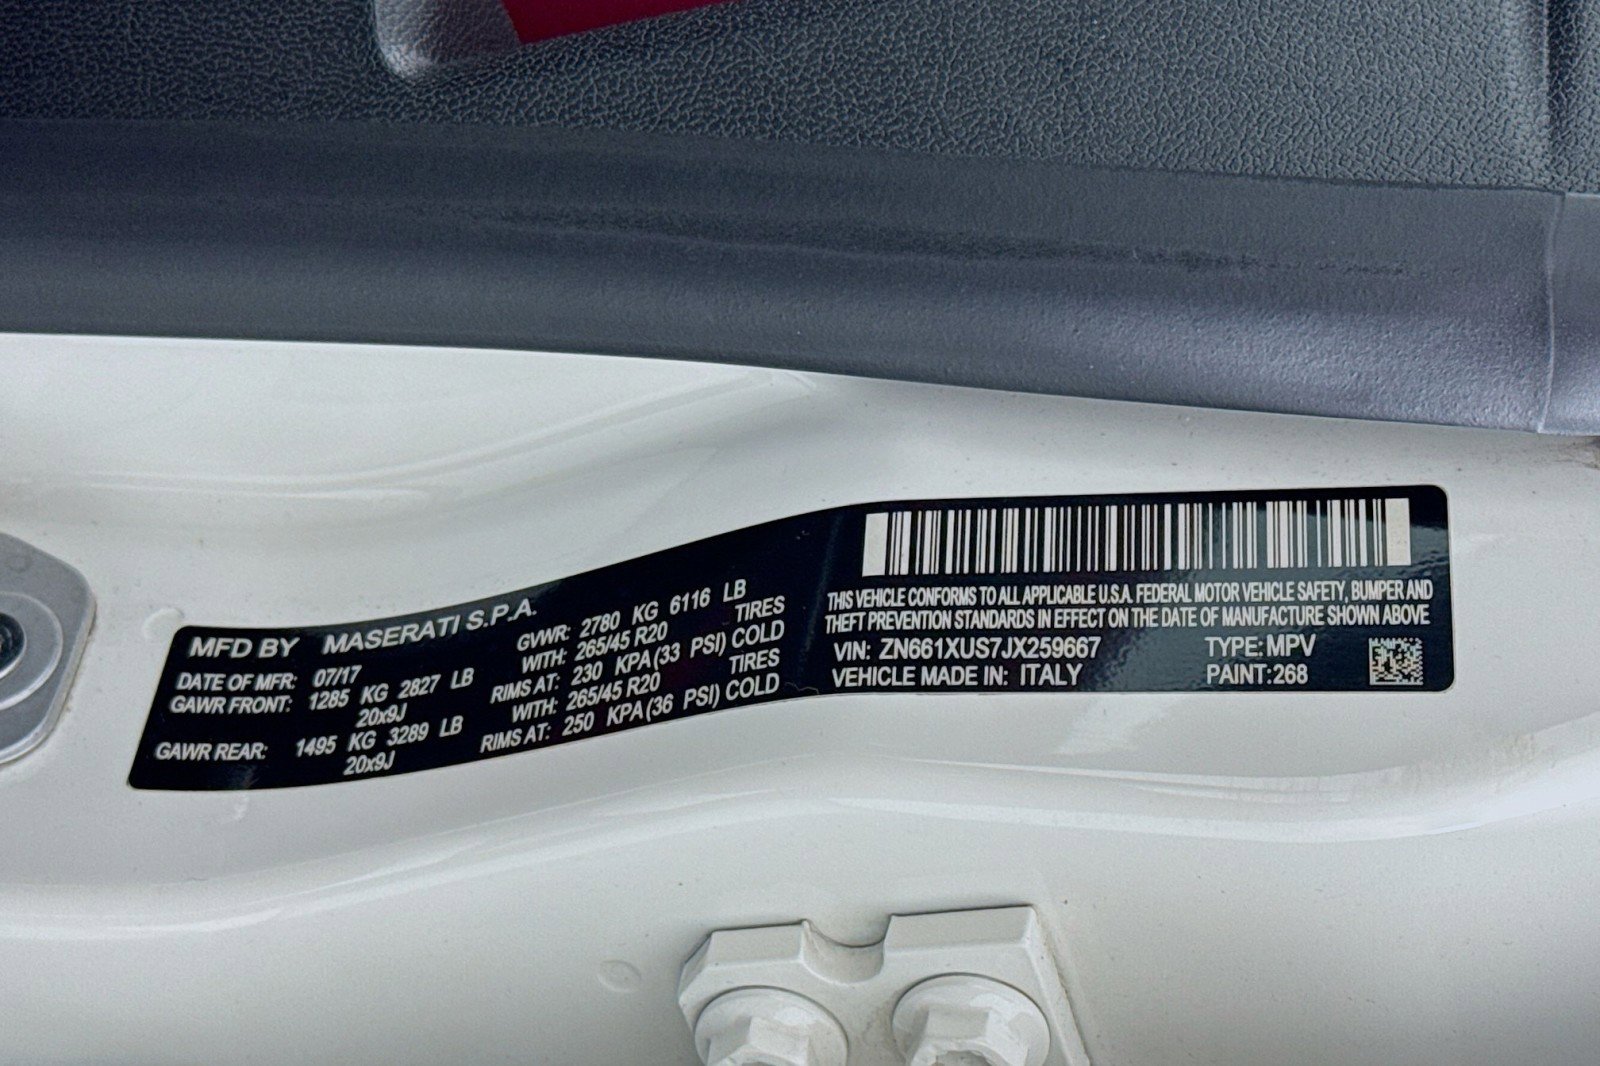 MFD BY MASERATI S.P.A.
DATE OF MFR: 07/17 GVWR: 2780 KG 6116 LB
GAWR FRONT: 1285 KG 2827 LB WITH: 265/45 R20 TIRES
20x9J RIMS AT: 230 KPA (33 PSI) COLD
GAWR REAR: 1495 KG 3289 LB WITH: 265/45 R20 TIRES
20x9J RIMS AT: 250 KPA (36 PSI) COLD
THIS VEHICLE CONFORMS TO ALL APPLICABLE U.S.A. FEDERAL MOTOR VEHICLE SAFETY, BUMPER AND
THEFT PREVENTION STANDARDS IN EFFECT ON THE DATE OF MANUFACTURE SHOWN ABOVE
VIN: ZN661XUS7JX259667 TYPE: MPV
VEHICLE MADE IN: ITALY PAINT: 268